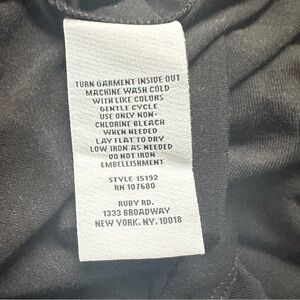 TURN GARMENT INSIDE OUT
MACHINE WASH COLD
WITH LIKE COLORS
GENTLE CYCLE
USE ONLY NON-
CHLORINE BLEACH
WHEN NEEDED
LAY FLAT TO DRY
LOW IRON AS NEEDED
DO NOT IRON
EMBELLISHMENT
STYLE 15192
RN 107680
RUBY RD.
1333 BROADWAY
NEW YORK. NY. 10018